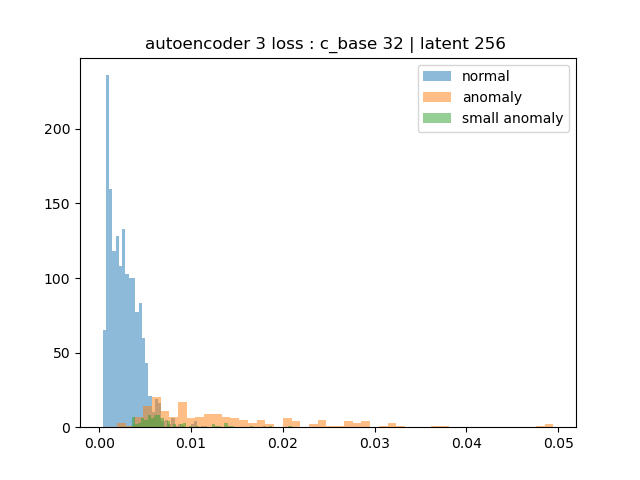 autoencoder 3 loss : c_base 32 | latent 256
normal
anomaly
small anomaly
200
150
100
50
0
0.00 0.01 0.02 0.03 0.04 0.05